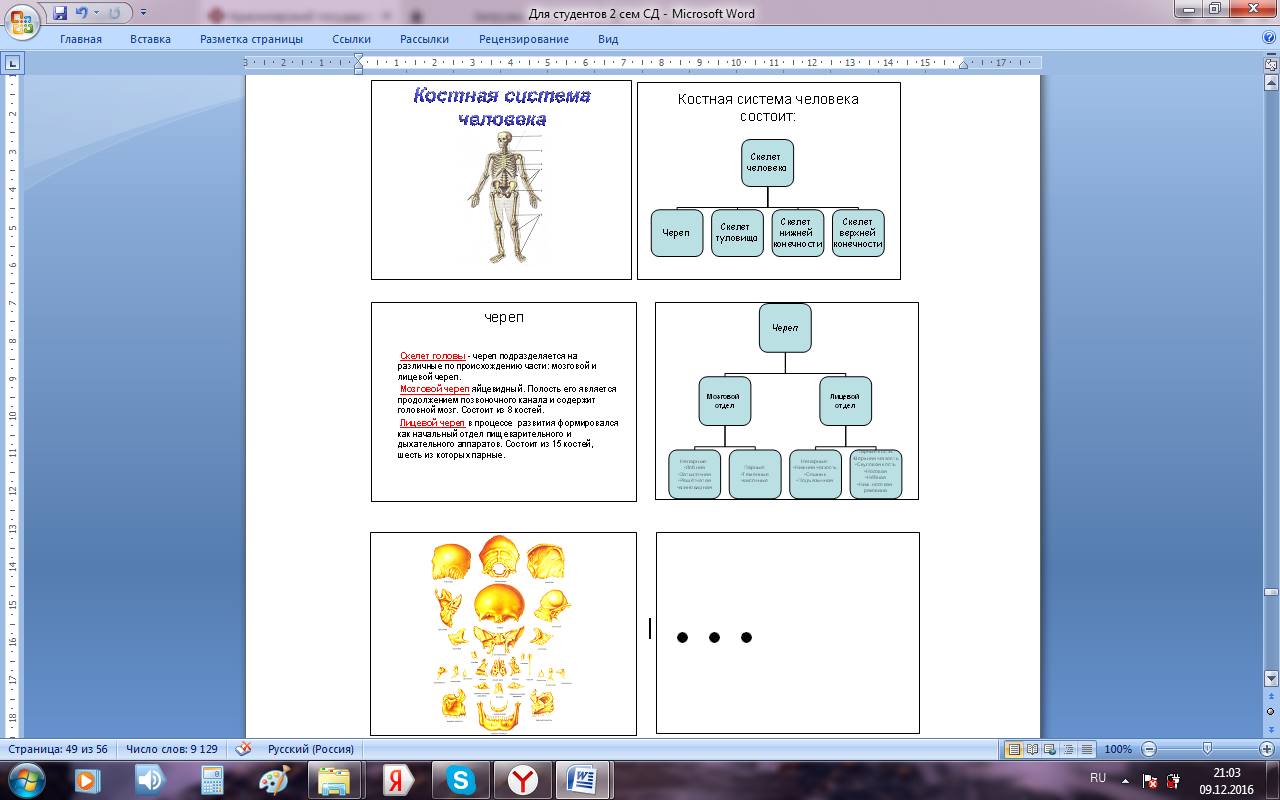 Для студентов 2 сем СД - Microsoft Word
Главная
Вставка
Разметка страницы
Ссылки
Рассылки
Рецензирование
Вид
Костная система
человека
Костная система человека
состоит:
Скелет
человека
Череп
Скелет
туловища
Скелет
нижней
конечности
Скелет
верхней
конечности
череп
Скелет головы - череп подразделяется на
различные по происхождению части: мозговой и
лицевой череп.
Мозговой череп яйцевидный. Полость его является
продолжением позвоночного канала и содержит
головной мозг. Состоит из 8 костей.
Лицевой череп в процессе развития формировался
как начальный отдел пищеварительного и
дыхательного аппаратов. Состоит из 15 костей,
шесть из которых парные.
Череп
Мозговой
отдел
Лицевой
отдел
Страница: 49 из 56
Число слов: 9 129
Русский (Россия)
100%
RU
21:03
09.12.2016